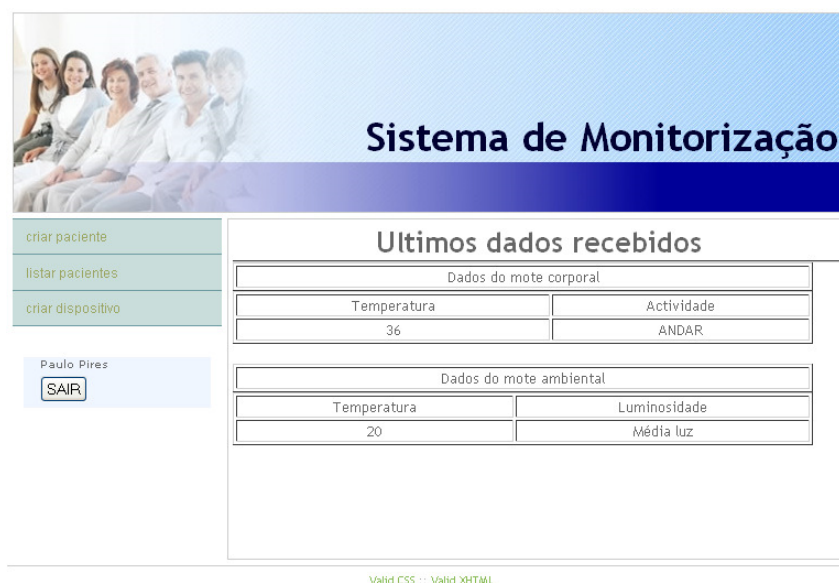 Sistema de Monitorização
criar paciente
listar pacientes
criar dispositivo
Paulo Pires
SAIR
Ultimos dados recebidos
Dados do mote corporal
Temperatura Actividade
36 ANDAR
Dados do mote ambiental
Temperatura Luminosidade
20 Média luz
Valid CSS :: Valid XHTML